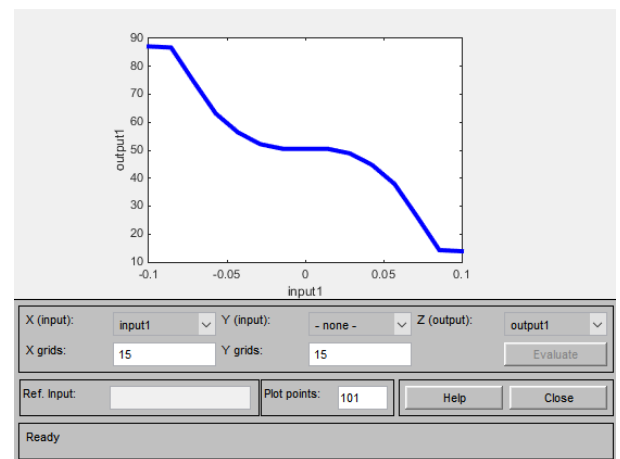 90
80
70
60
50
40
30
20
10
output1
-0.1 -0.05 0 0.05 0.1
input1
X (input): input1 Y (input): - none - Z (output): output1
X grids: 15 Y grids: 15 Evaluate
Ref. Input: Plot points: 101 Help Close
Ready